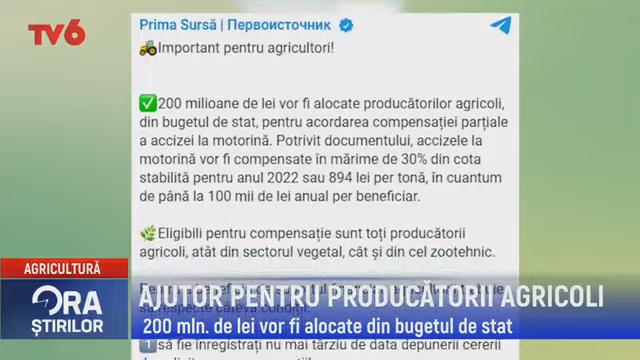 TV6
Prima Sursă | Первоисточник
Important pentru agricultori!
200 milioane de lei vor fi alocate producătorilor agricoli,
din bugetul de stat, pentru acordarea compensației parțiale
a accizei la motorină. Potrivit documentului, accizele la
motorină vor fi compensate în mărime de 30% din cota
stabilită pentru anul 2022 sau 894 lei per tonă, în cuantum
de până la 100 mii de lei anual per beneficiar.
Eligibili pentru compensație sunt toți producătorii
agricoli, atât din sectorul vegetal, cât și din cel zootehnic.
AGRICULTURĂ
ORA
ȘTIRILOR
AJUTOR PENTRU PRODUCĂTORII AGRICOLI
200 mln. de lei vor fi alocate din bugetul de stat
1 să fie înregistrați nu mai târziu de data depunerii cererii